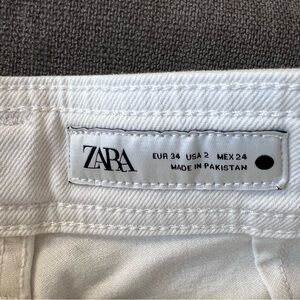 ZARA
EUR 34 USA 2 MEX 24
MADE IN PAKISTAN